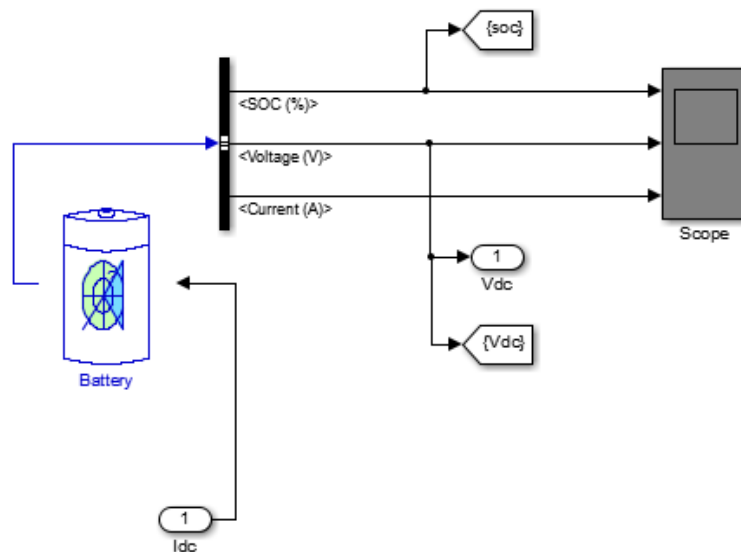 {soc}
<SOC (%)>
<Voltage (V)>
<Current (A)>
Scope
1
Vdc
{Vdc}
Battery
1
Idc